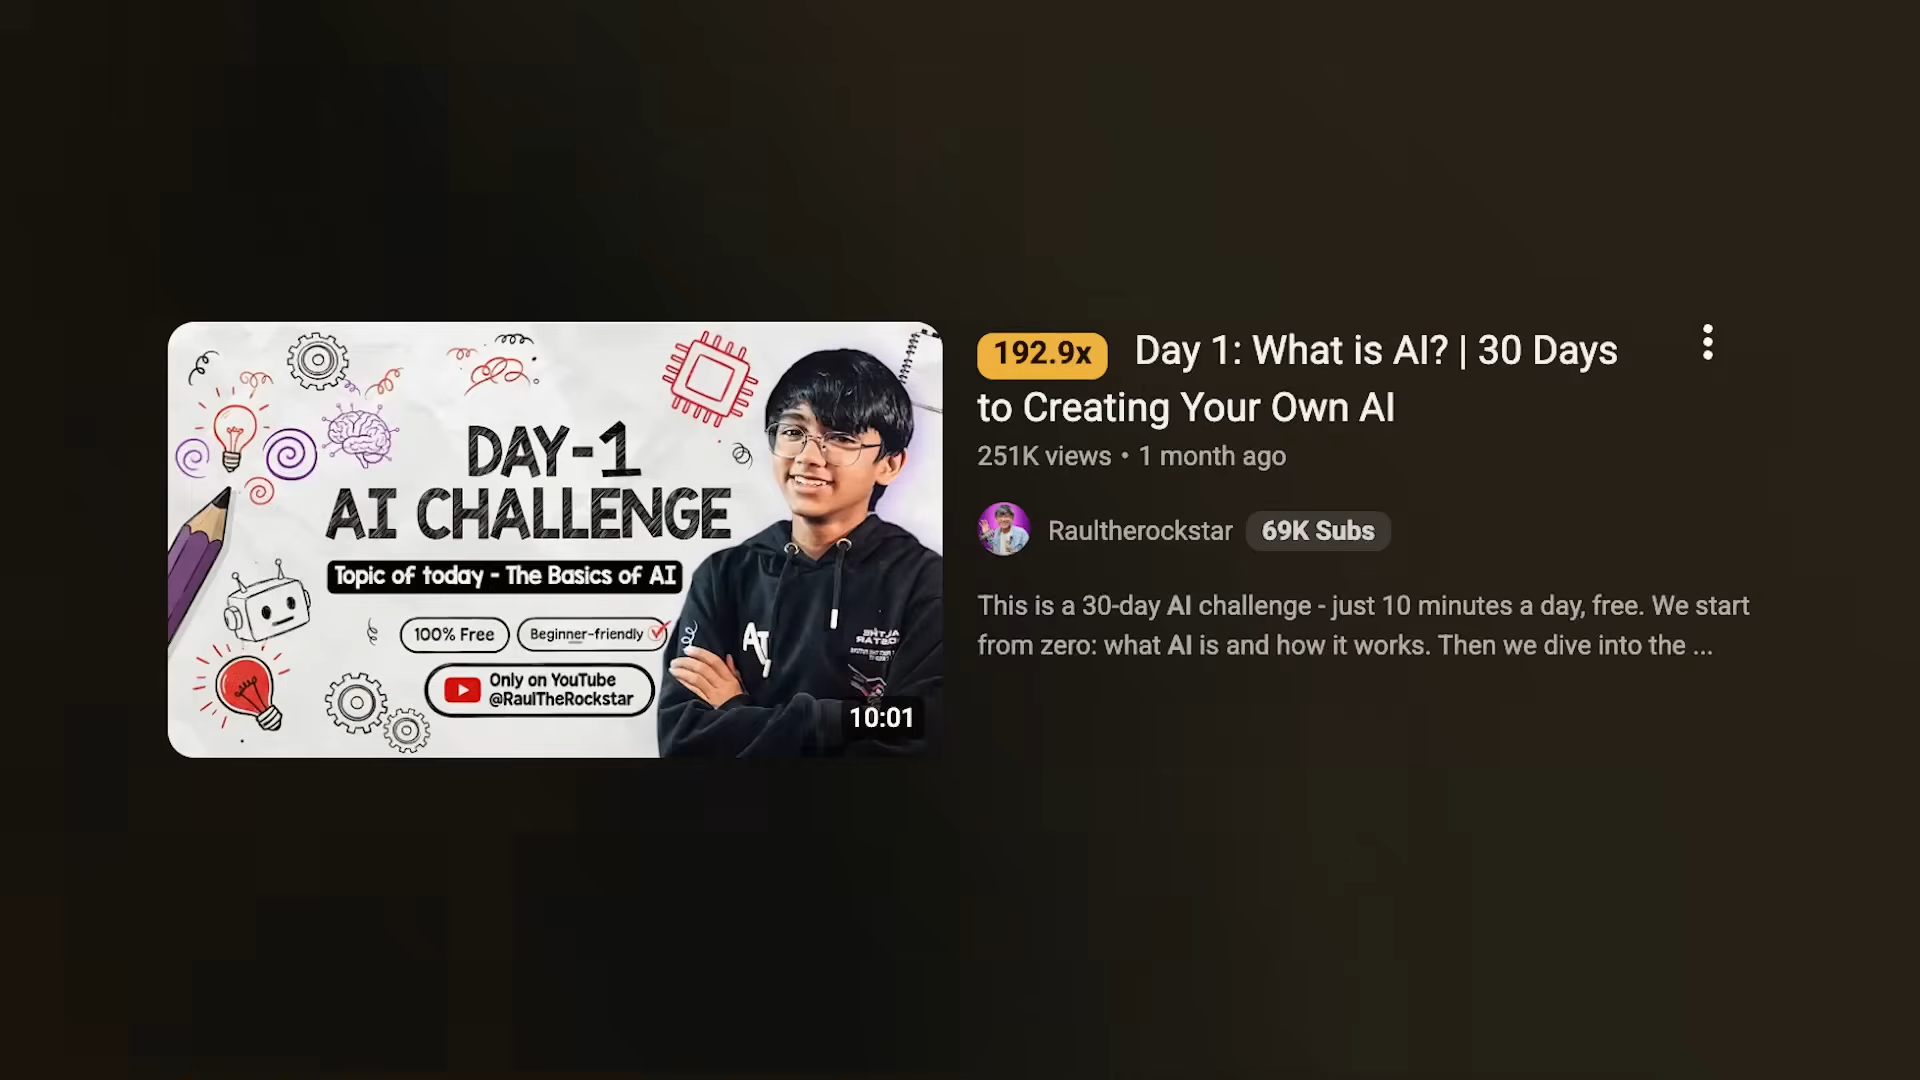 DAY-1
AI CHALLENGE
Topic of today - The Basics of AI
100% Free
Beginner-friendly
Only on YouTube
@RaulTheRockstar
10:01
192.9x Day 1: What is AI? | 30 Days
to Creating Your Own AI
251K views • 1 month ago
Raultherockstar 69K Subs
This is a 30-day AI challenge - just 10 minutes a day, free. We start
from zero: what AI is and how it works. Then we dive into the ...